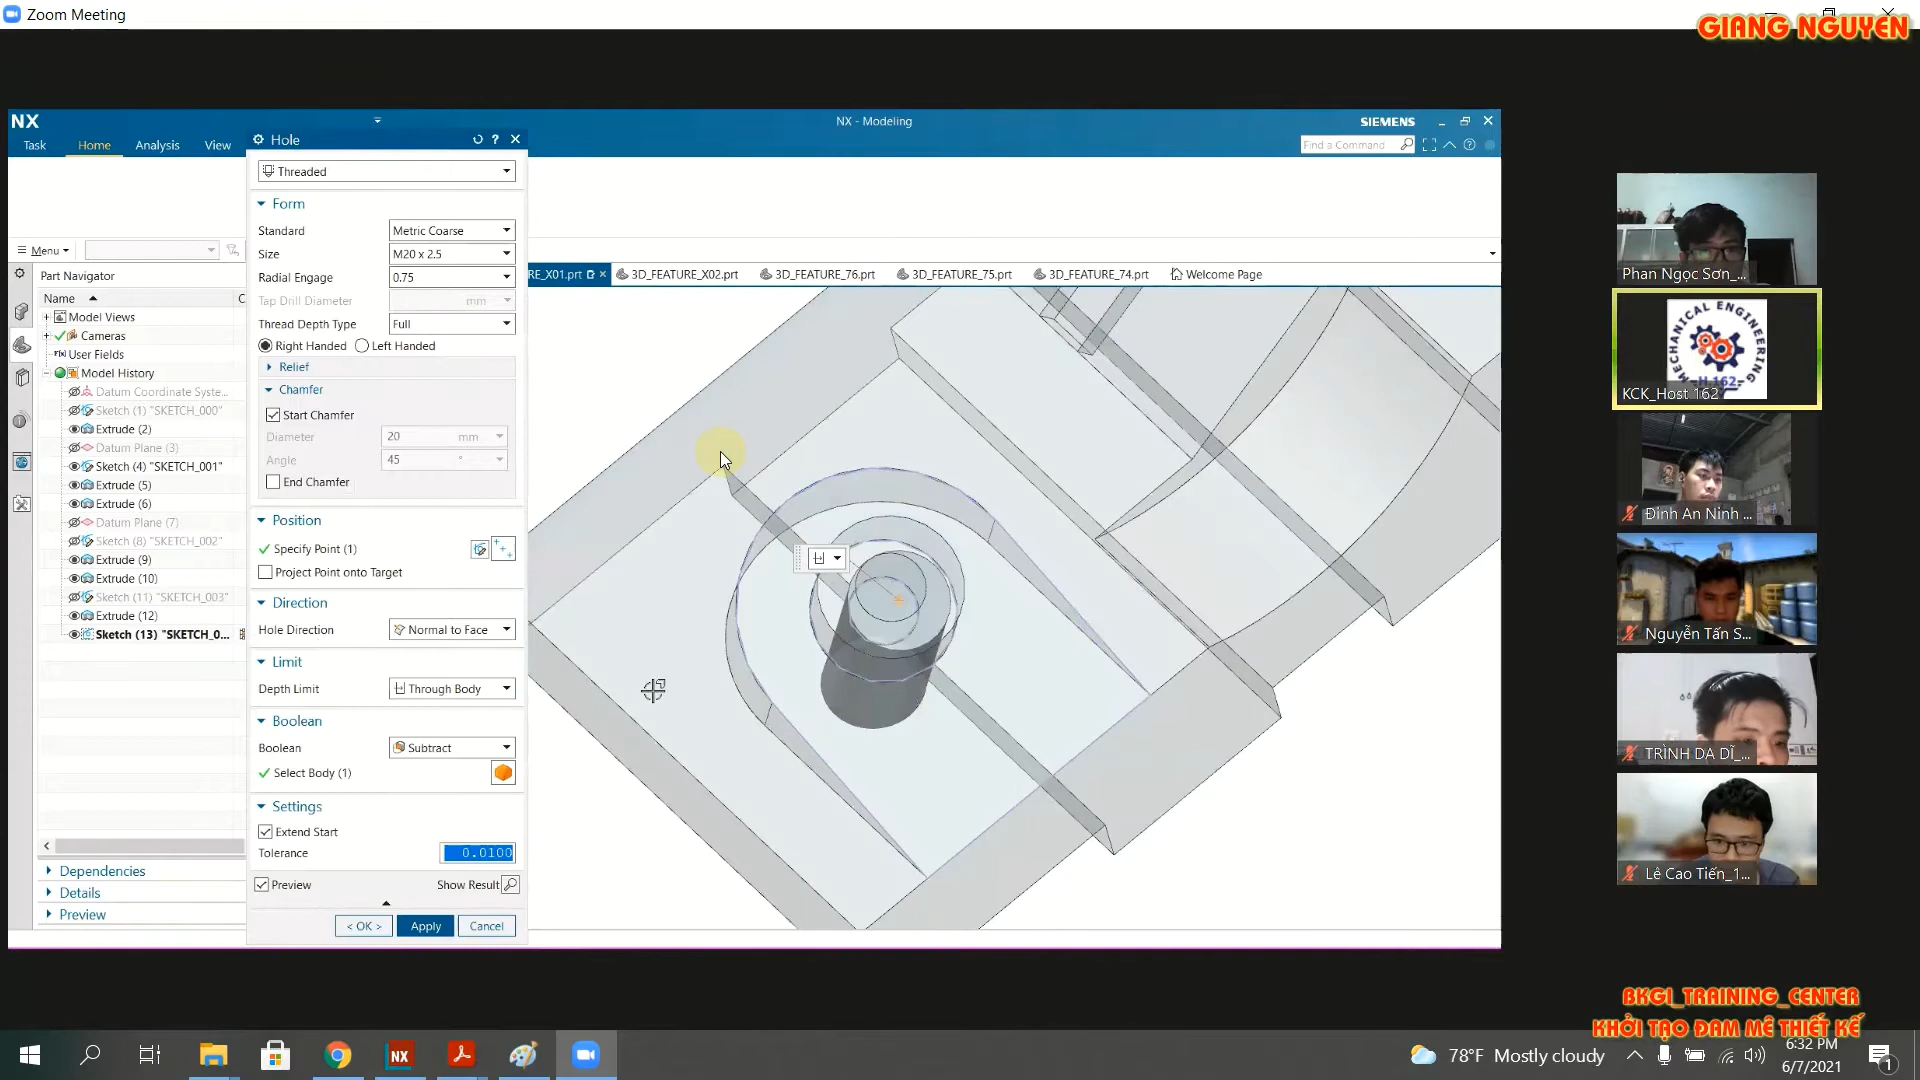 Zoom Meeting
GIANG NGUYEN
NX
NX - Modeling
SIEMENS
Task
Home
Analysis
View
Find a Command
Hole
Threaded
Form
Standard
Metric Coarse
Size
M20 x 2.5
Radial Engage
0.75
Tap Drill Diameter
mm
Thread Depth Type
Full
Right Handed
Left Handed
Relief
Chamfer
Start Chamfer
Diameter
20 mm
Angle
45 °
End Chamfer
Position
Specify Point (1)
Project Point onto Target
Direction
Hole Direction
Normal to Face
Limit
Depth Limit
Through Body
Boolean
Boolean
Subtract
Select Body (1)
Settings
Extend Start
Tolerance
0.0100
Preview
Show Result
< OK >
Apply
Cancel
Menu
Part Navigator
Name
C
Model Views
Cameras
User Fields
Model History
Datum Coordinate Syste...
Sketch (1) "SKETCH_000"
Extrude (2)
Datum Plane (3)
Sketch (4) "SKETCH_001"
Extrude (5)
Extrude (6)
Datum Plane (7)
Sketch (8) "SKETCH_002"
Extrude (9)
Extrude (10)
Sketch (11) "SKETCH_003"
Extrude (12)
Sketch (13) "SKETCH_0...
Dependencies
Details
Preview
RE_X01.prt
3D_FEATURE_X02.prt
3D_FEATURE_76.prt
3D_FEATURE_75.prt
3D_FEATURE_74.prt
Welcome Page
Phan Ngọc Sơn_...
MECHANICAL ENGINEERING
H.162
KCK_Host 162
Đinh An Ninh ...
Nguyễn Tấn S...
TRÌNH DA DĨ_...
Lê Cao Tiến_1...
BKGI_TRAINING_CENTER
KHỞI TẠO ĐAM MÊ THIẾT KẾ
NX
78°F Mostly cloudy
6:32 PM
6/7/2021
1